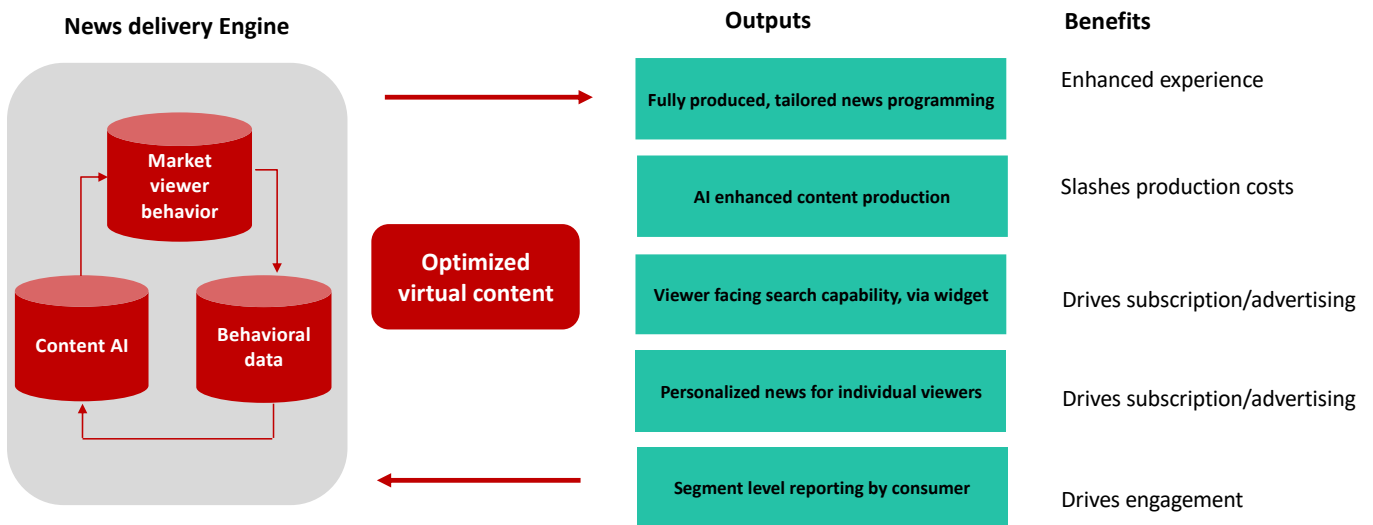 News delivery Engine
Outputs
Benefits
Market
viewer
behavior
Content AI
Behavioral
data
Optimized
virtual content
Fully produced, tailored news programming
Enhanced experience
AI enhanced content production
Slashes production costs
Viewer facing search capability, via widget
Drives subscription/advertising
Personalized news for individual viewers
Drives subscription/advertising
Segment level reporting by consumer
Drives engagement